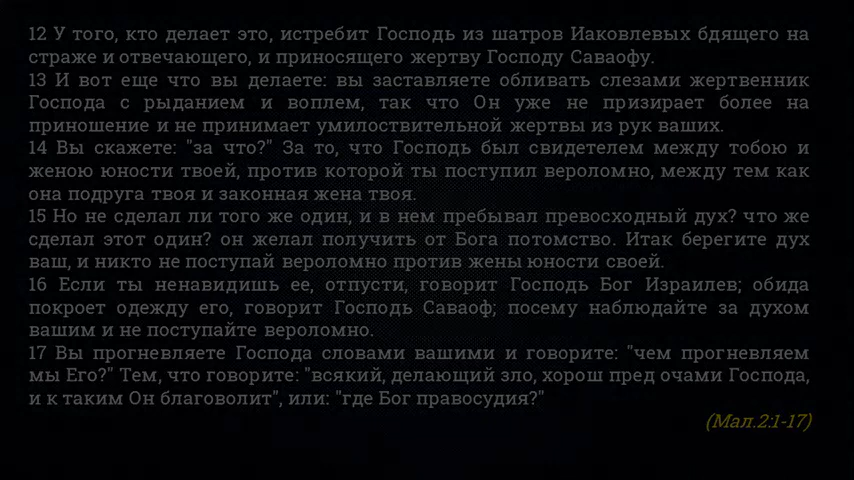 12 У того, кто делает это, истребит Господь из шатров Иаковлевых бдящего на
страже и отвечающего, и приносящего жертву Господу Саваофу.
13 И вот еще что вы делаете: вы заставляете обливать слезами жертвенник
Господа с рыданием и воплем, так что Он уже не призирает более на
приношение и не принимает умилоствительной жертвы из рук ваших.
14 Вы скажете: "за что?" За то, что Господь был свидетелем между тобою и
женою юности твоей, против которой ты поступил вероломно, между тем как
она подруга твоя и законная жена твоя.
15 Но не сделал ли того же один, и в нем пребывал превосходный дух? что же
сделал этот один? он желал получить от Бога потомство. Итак берегите дух
ваш, и никто не поступай вероломно против жены юности своей.
16 Если ты ненавидишь ее, отпусти, говорит Господь Бог Израилев; обида
покроет одежду его, говорит Господь Саваоф; посему наблюдайте за духом
вашим и не поступайте вероломно.
17 Вы прогневляете Господа словами вашими и говорите: "чем прогневляем
мы Его?" Тем, что говорите: "всякий, делающий зло, хорош пред очами Господа,
и к таким Он благоволит", или: "где Бог правосудия?"
(Мал.2:1-17)